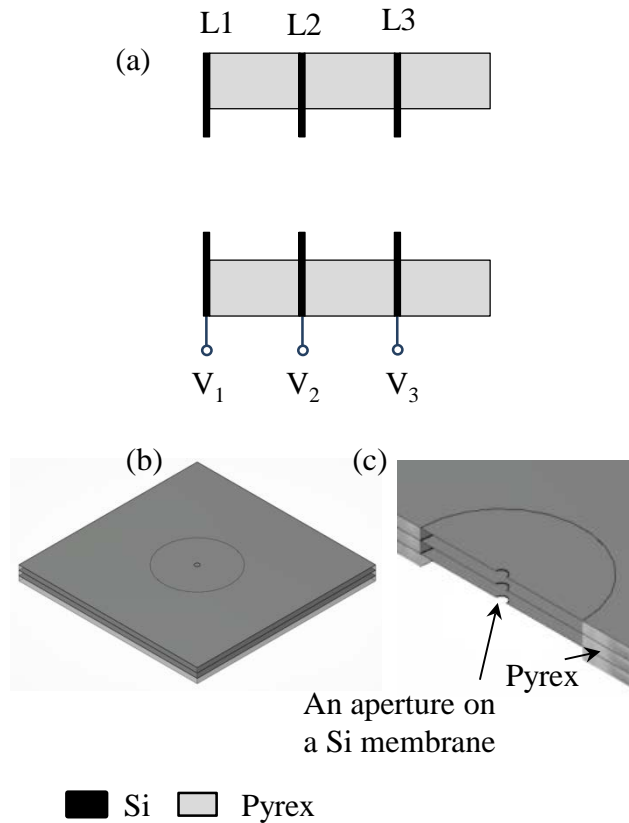 L1 L2 L3
(a)
V₁ V₂ V₃
(b) (c)
Pyrex
An aperture on
a Si membrane
Si Pyrex